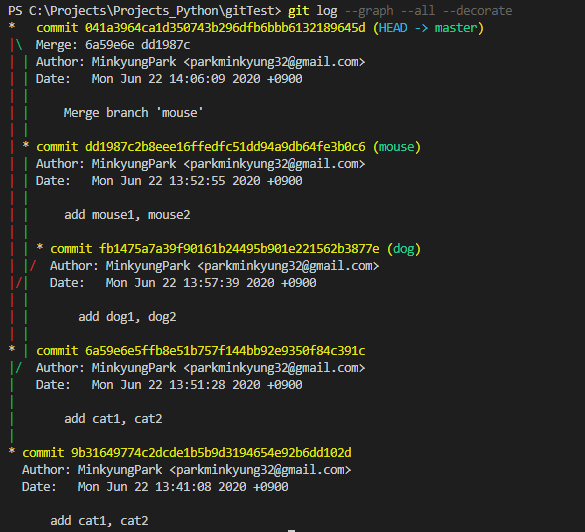 PS C:\Projects\Projects_Python\gitTest> git log --graph --all --decorate
*   commit 041a3964ca1d350743b296dfb6bbb6132189645d (HEAD -> master)
|\  Merge: 6a59e6e dd1987c
| | Author: MinkyungPark <parkminkyung32@gmail.com>
| | Date:   Mon Jun 22 14:06:09 2020 +0900
| |
| |     Merge branch 'mouse'
| |
| * commit dd1987c2b8eee16ffedfc51dd94a9db64fe3b0c6 (mouse)
| | Author: MinkyungPark <parkminkyung32@gmail.com>
| | Date:   Mon Jun 22 13:52:55 2020 +0900
| |
| |     add mouse1, mouse2
| |
| | * commit fb1475a7a39f90161b24495b901e221562b3877e (dog)
| |/  Author: MinkyungPark <parkminkyung32@gmail.com>
|/|   Date:   Mon Jun 22 13:57:39 2020 +0900
| |
| |       add dog1, dog2
| |
* | commit 6a59e6e5ffb8e51b757f144bb92e9350f84c391c
|/  Author: MinkyungPark <parkminkyung32@gmail.com>
|   Date:   Mon Jun 22 13:51:28 2020 +0900
|
|       add cat1, cat2
|
* commit 9b31649774c2dcde1b5b9d3194654e92b6dd102d
  Author: MinkyungPark <parkminkyung32@gmail.com>
  Date:   Mon Jun 22 13:41:08 2020 +0900

      add cat1, cat2